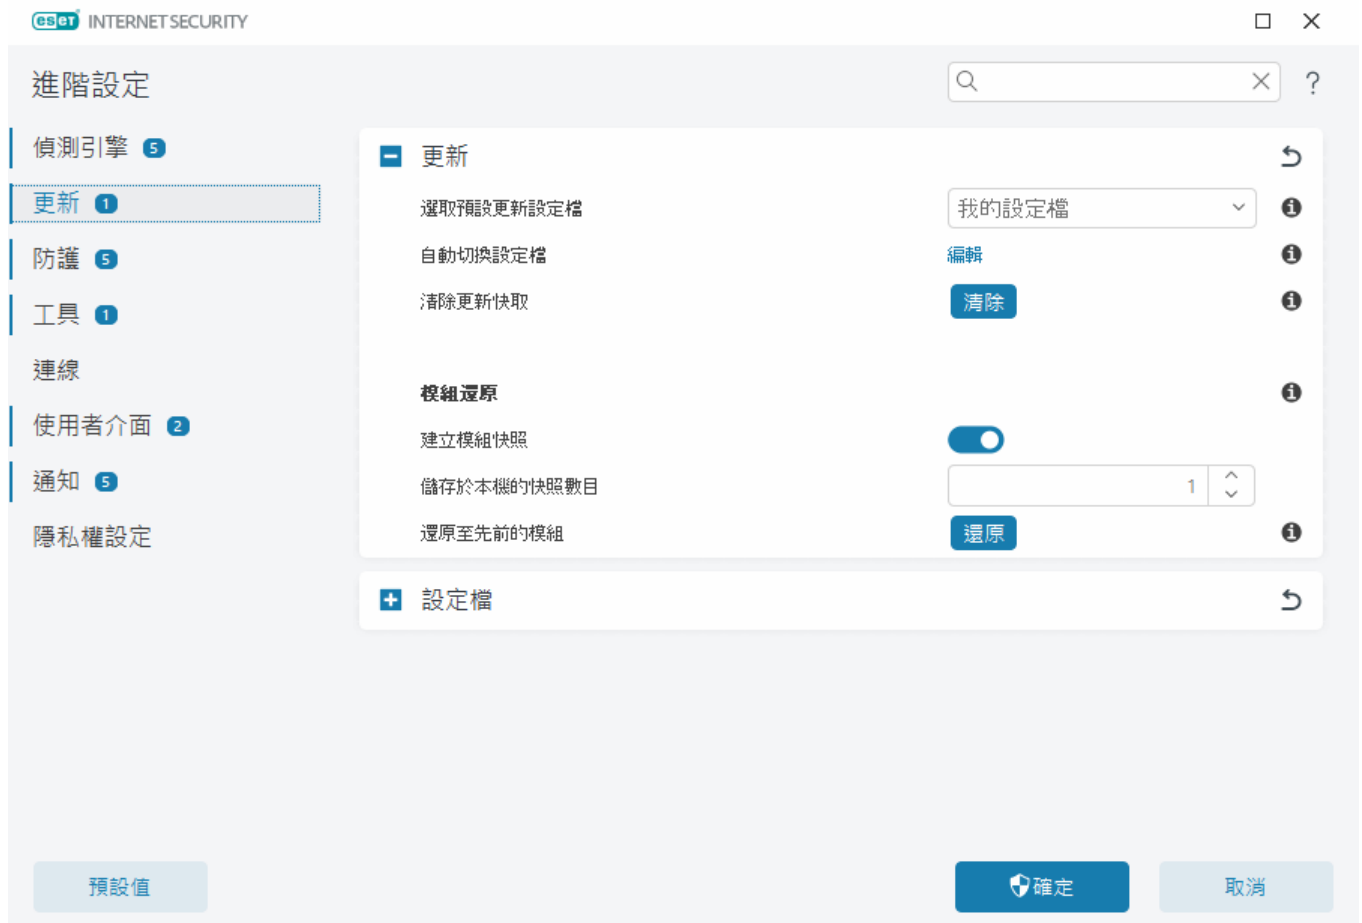 eset INTERNET SECURITY
進階設定
?
偵測引擎 5
更新 1
防護 5
工具 1
連線
使用者介面 2
通知 5
隱私權設定
更新
選取預設更新設定檔
我的設定檔
自動切換設定檔
編輯
清除更新快取
清除
模組還原
建立模組快照
儲存於本機的快照數目
1
還原至先前的模組
還原
設定檔
預設值
確定
取消